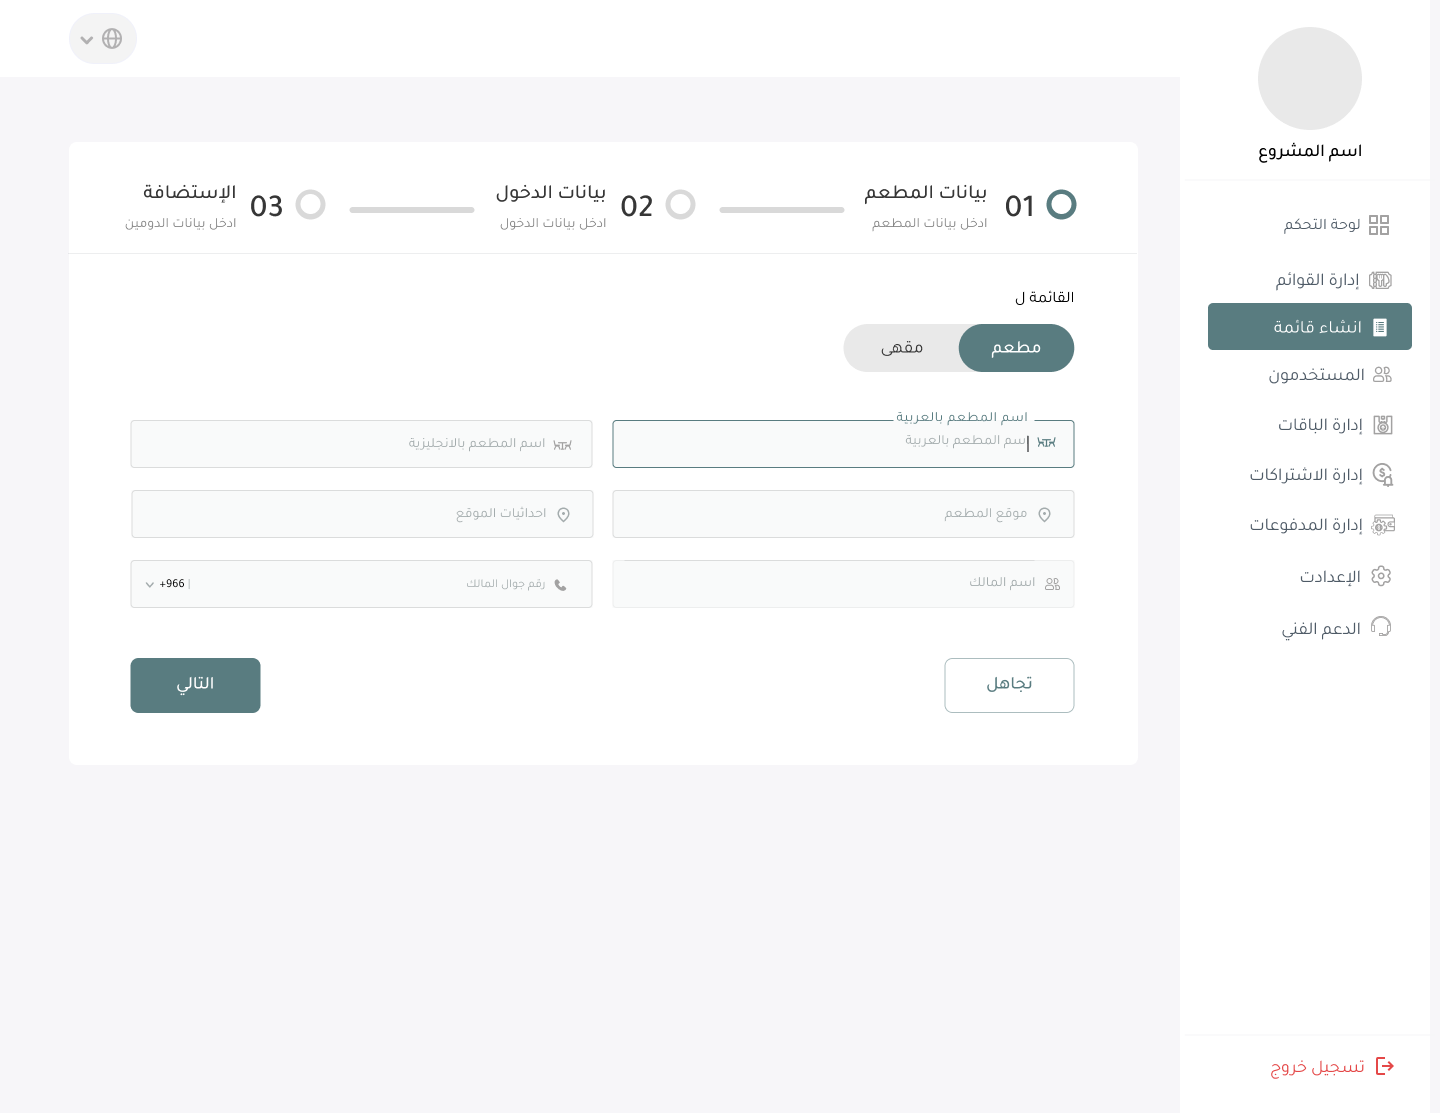 اسم المشروع
لوحة التحكم
إدارة القوائم
انشاء قائمة
المستخدمون
إدارة الباقات
إدارة الاشتراكات
إدارة المدفوعات
الإعدادت
الدعم الفني
تسجيل خروج
01 بيانات المطعم
ادخل بيانات المطعم
02 بيانات الدخول
ادخل بيانات الدخول
03 الإستضافة
ادخل بيانات الدومين
القائمة ل
مطعم
مقهى
اسم المطعم بالعربية
سم المطعم بالعربية
اسم المطعم بالانجليزية
موقع المطعم
احداثيات الموقع
اسم المالك
رقم جوال المالك
+966
تجاهل
التالي